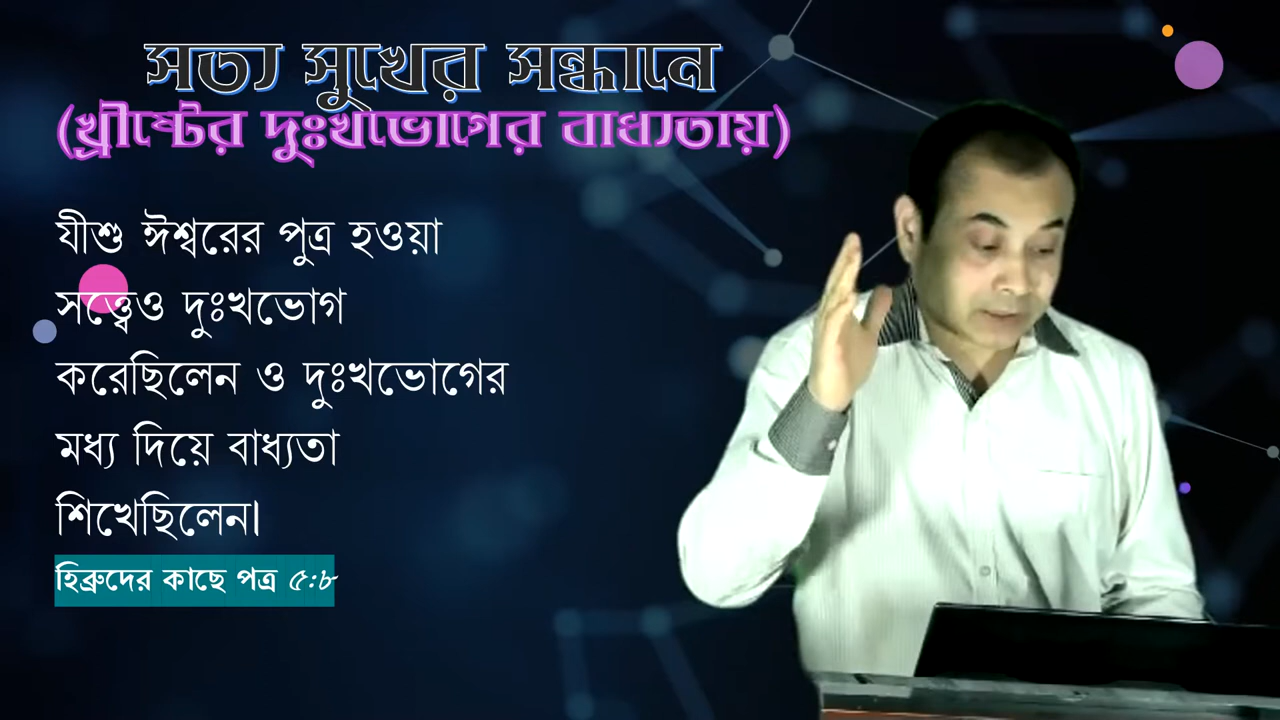 সত্য সুখের সন্ধানে
(খ্রীষ্টের দুঃখভোগের বাধ্যতায়)
যীশু ঈশ্বরের পুত্র হওয়া
সত্ত্বেও দুঃখভোগ
করেছিলেন ও দুঃখভোগের
মধ্য দিয়ে বাধ্যতা
শিখেছিলেন।
হিব্রুদের কাছে পত্র ৫:৮